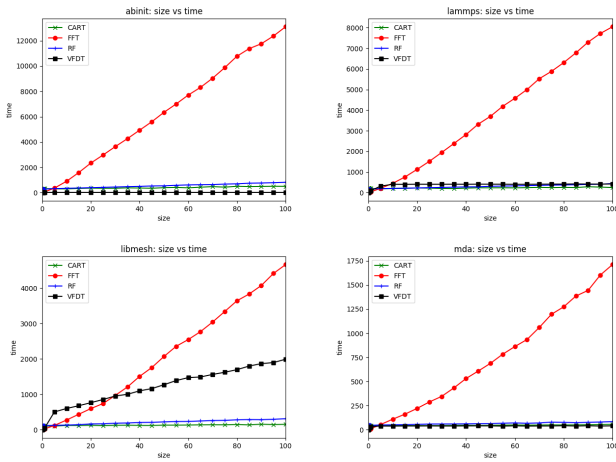 abinit: size vs time
CART
FFT
RF
VFDT
time
12000
10000
8000
6000
4000
2000
0
0 20 40 60 80 100
size
lammps: size vs time
CART
FFT
RF
VFDT
time
8000
7000
6000
5000
4000
3000
2000
1000
0
0 20 40 60 80 100
size
libmesh: size vs time
CART
FFT
RF
VFDT
time
4000
3000
2000
1000
0
0 20 40 60 80 100
size
mda: size vs time
CART
FFT
RF
VFDT
time
1750
1500
1250
1000
750
500
250
0
0 20 40 60 80 100
size